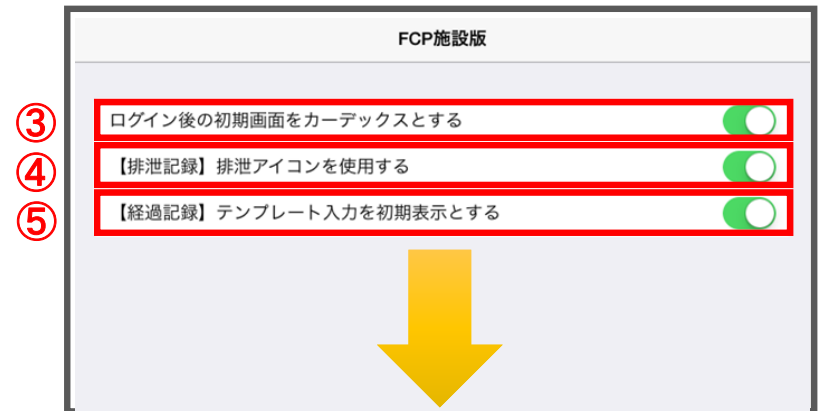 FCP施設版
③ ログイン後の初期画面をカーデックスとする
④ 【排泄記録】排泄アイコンを使用する
⑤ 【経過記録】テンプレート入力を初期表示とする